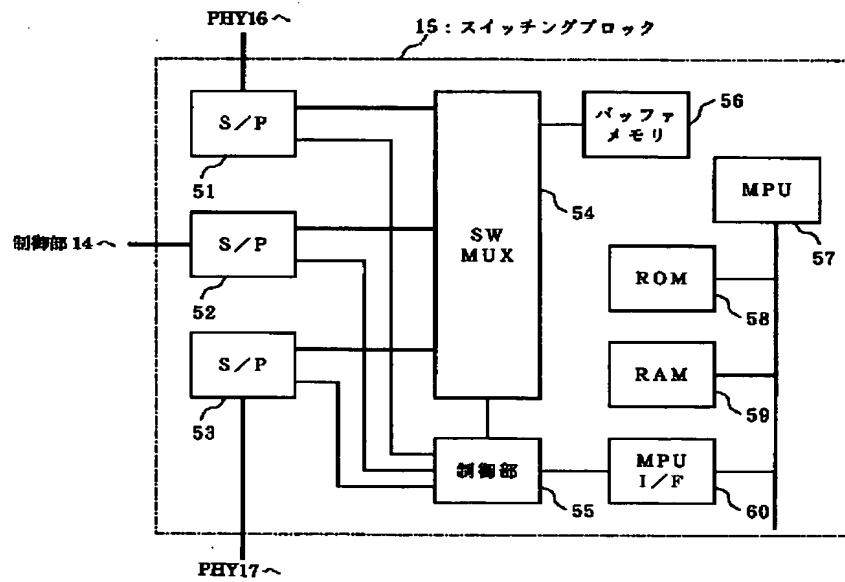 PHY16へ
15：スイッチングブロック
S／P
51
制御部14へ
S／P
52
S／P
53
SW
MUX
54
バッファ
メモリ
56
MPU
57
ROM
58
RAM
59
制御部
55
MPU
I／F
60
PHY17へ